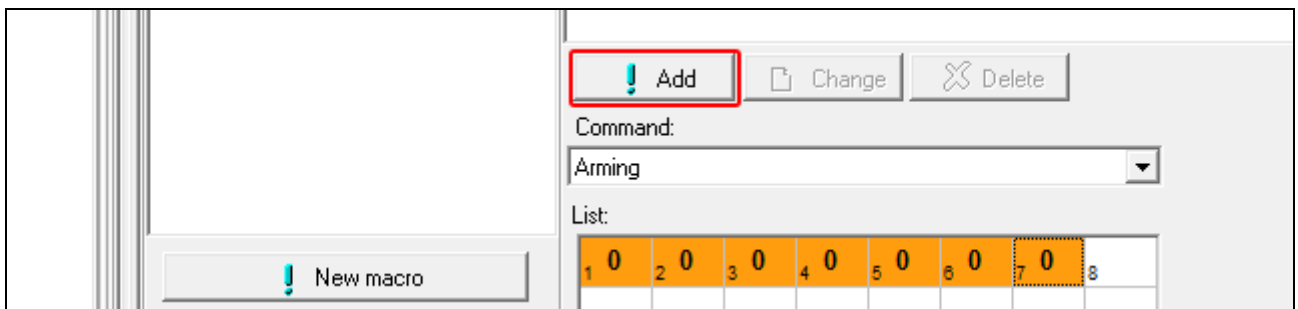 Add Change Delete
Command:
Arming
List:
1 0 2 0 3 0 4 0 5 0 6 0 7 0 8
New macro